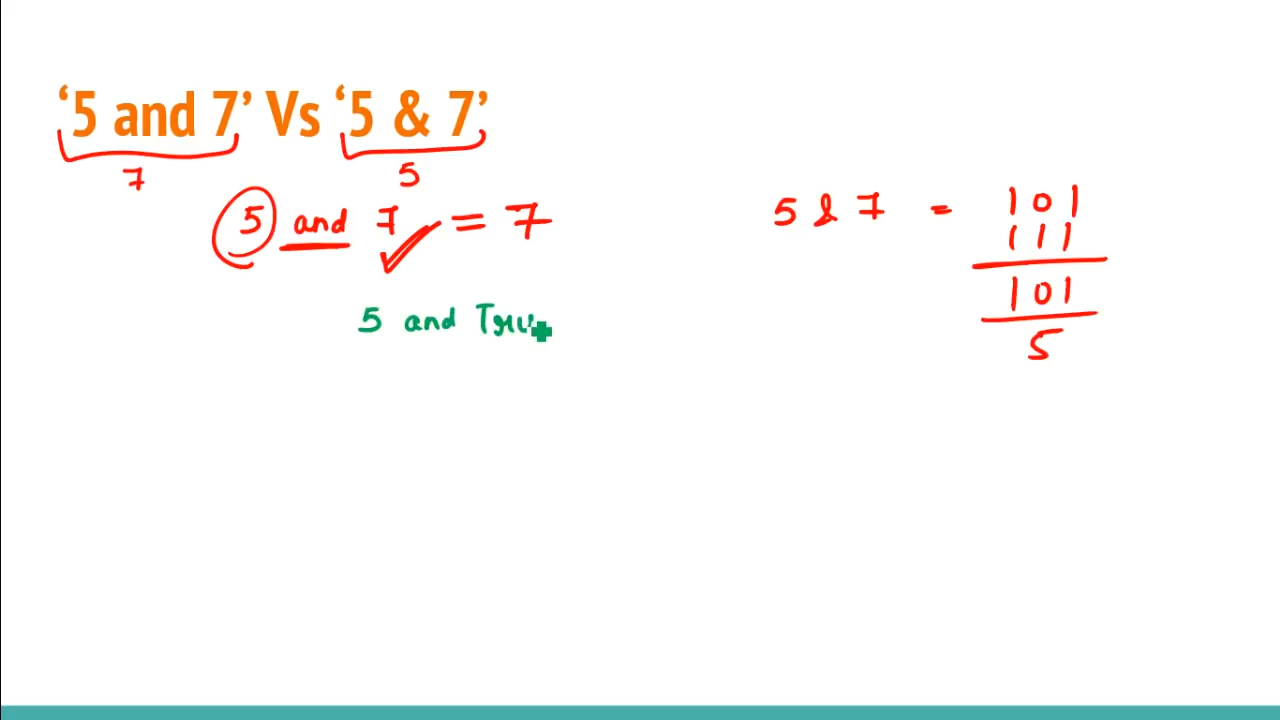 ‘5 and 7’ Vs ‘5 & 7’
7 5
5 and 7 = 7
5 and Tru
5 & 7 = 101
111
101
5